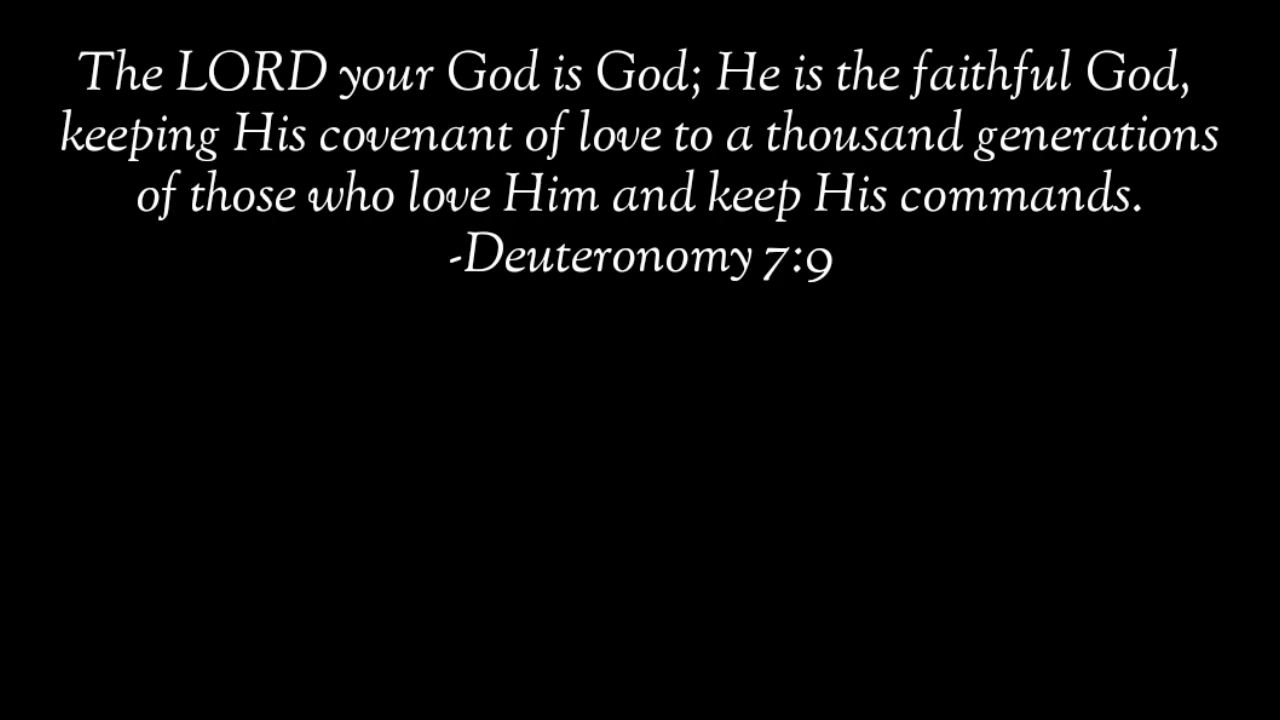 The LORD your God is God; He is the faithful God,
keeping His covenant of love to a thousand generations
of those who love Him and keep His commands.
-Deuteronomy 7:9